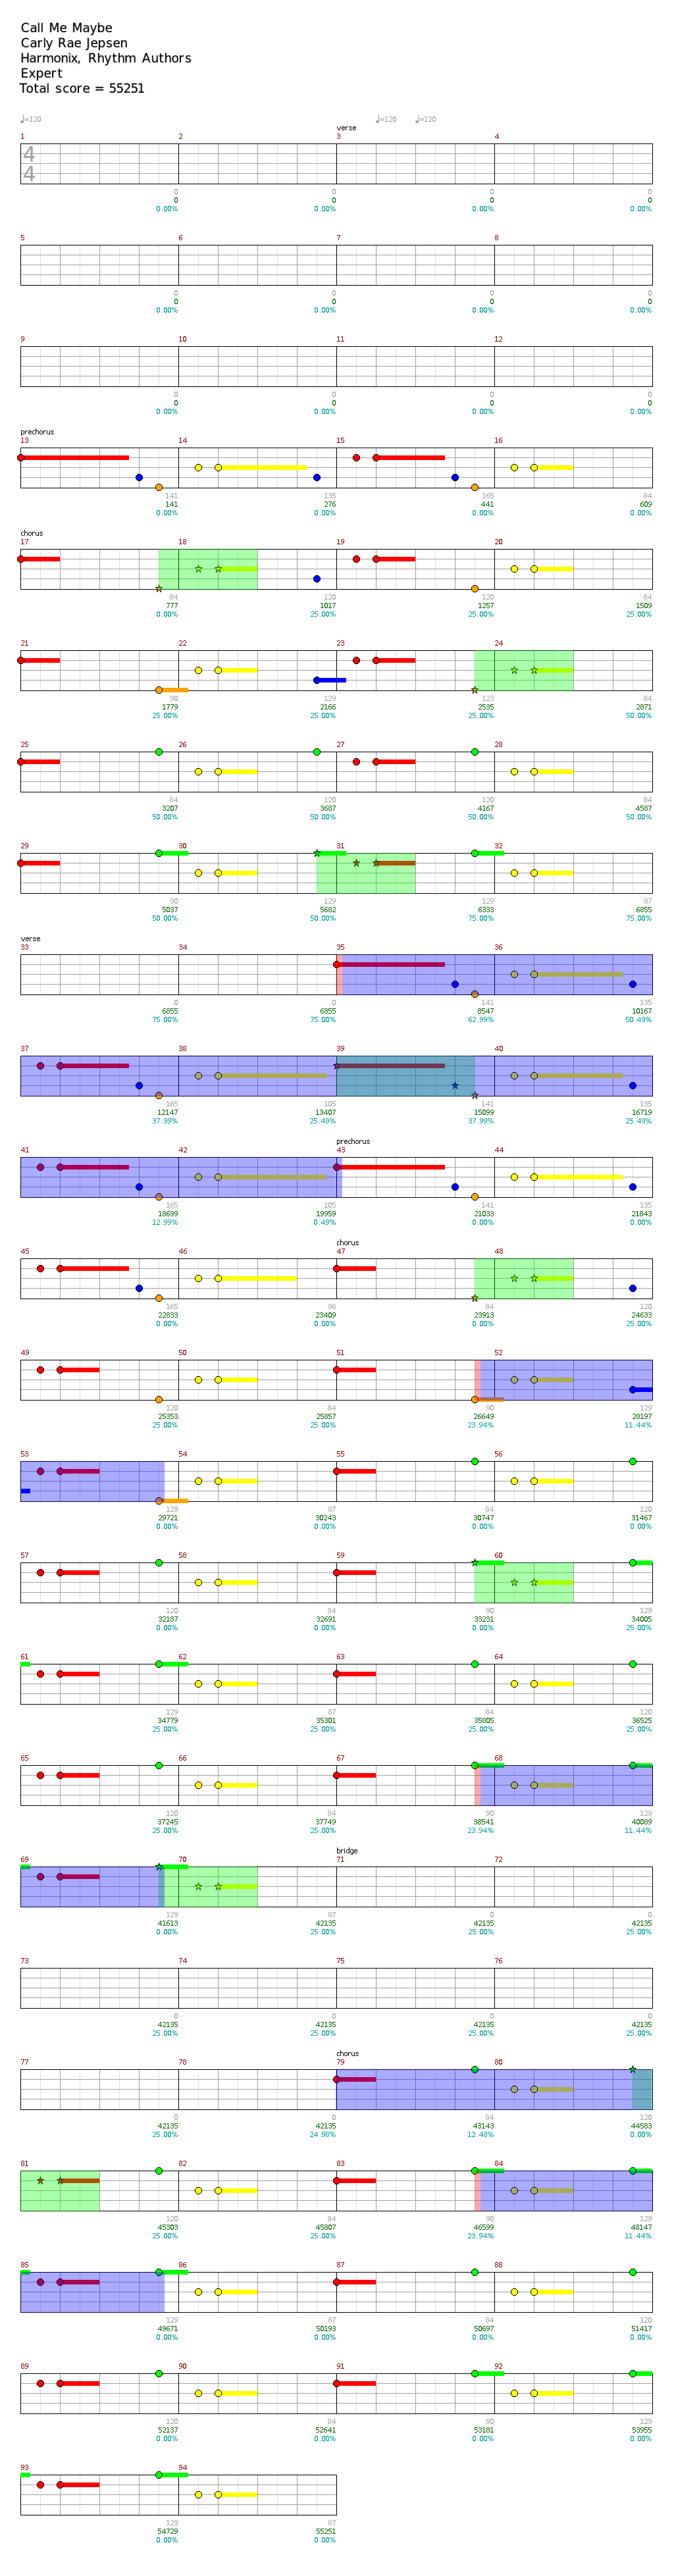 Call Me Maybe
Carly Rae Jepsen
Harmonix, Rhythm Authors
Expert
Total score = 55251
♩=120 ♩=120 ♩=120
verse
1 2 3 4
4
4
0 0 0 0
0 0 0 0
0.00% 0.00% 0.00% 0.00%
5 6 7 8
0 0 0 0
0 0 0 0
0.00% 0.00% 0.00% 0.00%
9 10 11 12
0 0 0 0
0 0 0 0
0.00% 0.00% 0.00% 0.00%
prechorus
13 14 15 16
141 135 165 84
141 276 441 609
0.00% 0.00% 0.00% 0.00%
chorus
17 18 19 20
84 120 120 84
777 1017 1257 1509
0.00% 25.00% 25.00% 25.00%
21 22 23 24
90 129 123 84
1779 2166 2535 2871
25.00% 25.00% 25.00% 50.00%
25 26 27 28
84 120 120 84
3207 3687 4167 4587
50.00% 50.00% 50.00% 50.00%
29 30 31 32
90 129 129 87
5037 5682 6333 6855
50.00% 50.00% 75.00% 75.00%
verse
33 34 35 36
0 0 141 135
6855 6855 8547 10167
75.00% 75.00% 62.99% 50.49%
37 38 39 40
165 105 141 135
12147 13407 15099 16719
37.99% 25.49% 37.99% 25.49%
prechorus
41 42 43 44
165 105 141 135
18699 19959 21033 21843
12.99% 0.49% 0.00% 0.00%
chorus
45 46 47 48
165 96 84 120
22833 23409 23913 24633
0.00% 0.00% 0.00% 25.00%
49 50 51 52
120 84 90 129
25353 25857 26649 28197
25.00% 25.00% 23.94% 11.44%
53 54 55 56
129 87 84 120
29721 30243 30747 31467
0.00% 0.00% 0.00% 0.00%
57 58 59 60
120 84 90 129
32187 32691 33231 34005
0.00% 0.00% 0.00% 25.00%
61 62 63 64
129 87 84 120
34779 35301 35805 36525
25.00% 25.00% 25.00% 25.00%
65 66 67 68
120 84 90 129
37245 37749 38541 40089
25.00% 25.00% 23.94% 11.44%
bridge
69 70 71 72
129 87 0 0
41613 42135 42135 42135
0.00% 25.00% 25.00% 25.00%
73 74 75 76
0 0 0 0
42135 42135 42135 42135
25.00% 25.00% 25.00% 25.00%
chorus
77 78 79 80
0 0 84 120
42135 42135 43143 44583
25.00% 24.98% 12.48% 0.00%
81 82 83 84
120 84 90 129
45303 45807 46599 48147
25.00% 25.00% 23.94% 11.44%
85 86 87 88
129 87 84 120
49671 50193 50697 51417
0.00% 0.00% 0.00% 0.00%
89 90 91 92
120 84 90 129
52137 52641 53181 53955
0.00% 0.00% 0.00% 0.00%
93 94
129 87
54729 55251
0.00% 0.00%